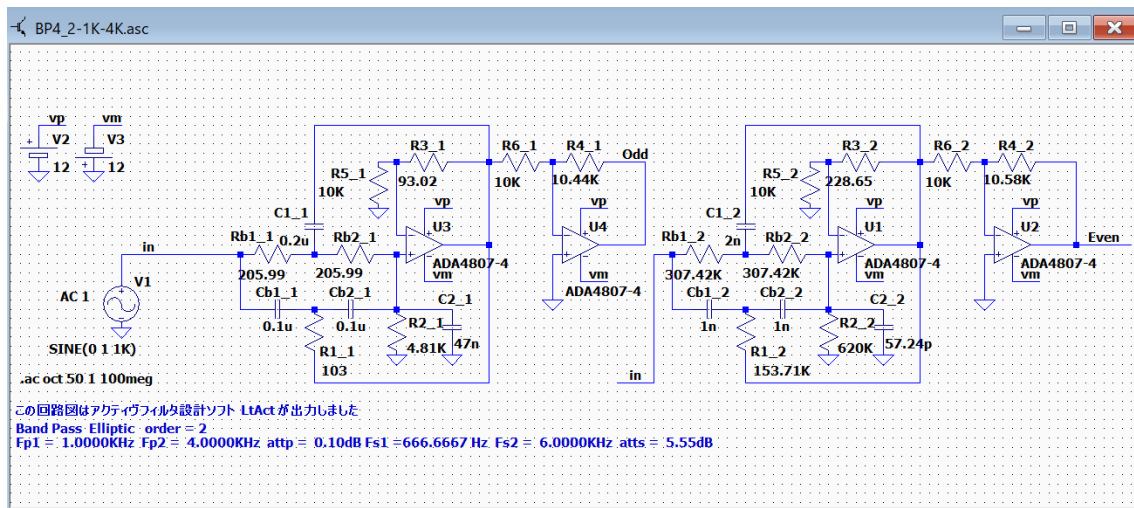 BP4_2-1K-4K.asc
vp
vm
V2
V3
12
12
in
AC 1
V1
SINE(0 1 1K)
.ac oct 50 1 100meg
R3_1
R6_1
R4_1
Odd
R5_1
10K
93.02
10K
10.44K
C1_1
0.2u
vp
U3
vp
U4
Rb1_1
Rb2_1
205.99
205.99
ADA4807-4
vm
vm
ADA4807-4
Cb1_1
Cb2_1
C2_1
0.1u
0.1u
R2_1
47n
4.81K
R1_1
103
R3_2
R6_2
R4_2
R5_2
10K
228.65
10K
10.58K
C1_2
2n
vp
U1
vp
U2
Even
Rb1_2
Rb2_2
307.42K
307.42K
ADA4807-4
vm
ADA4807-4
vm
Cb1_2
Cb2_2
C2_2
1n
1n
R2_2
57.24p
620K
R1_2
153.71K
in
この回路図はアクティヴフィルタ設計ソフト LtAct が出力しました
Band Pass Elliptic order = 2
Fp1 = 1.0000KHz Fp2 = 4.0000KHz attp = 0.10dB Fs1 =666.6667 Hz Fs2 = 6.0000KHz atts = 5.55dB